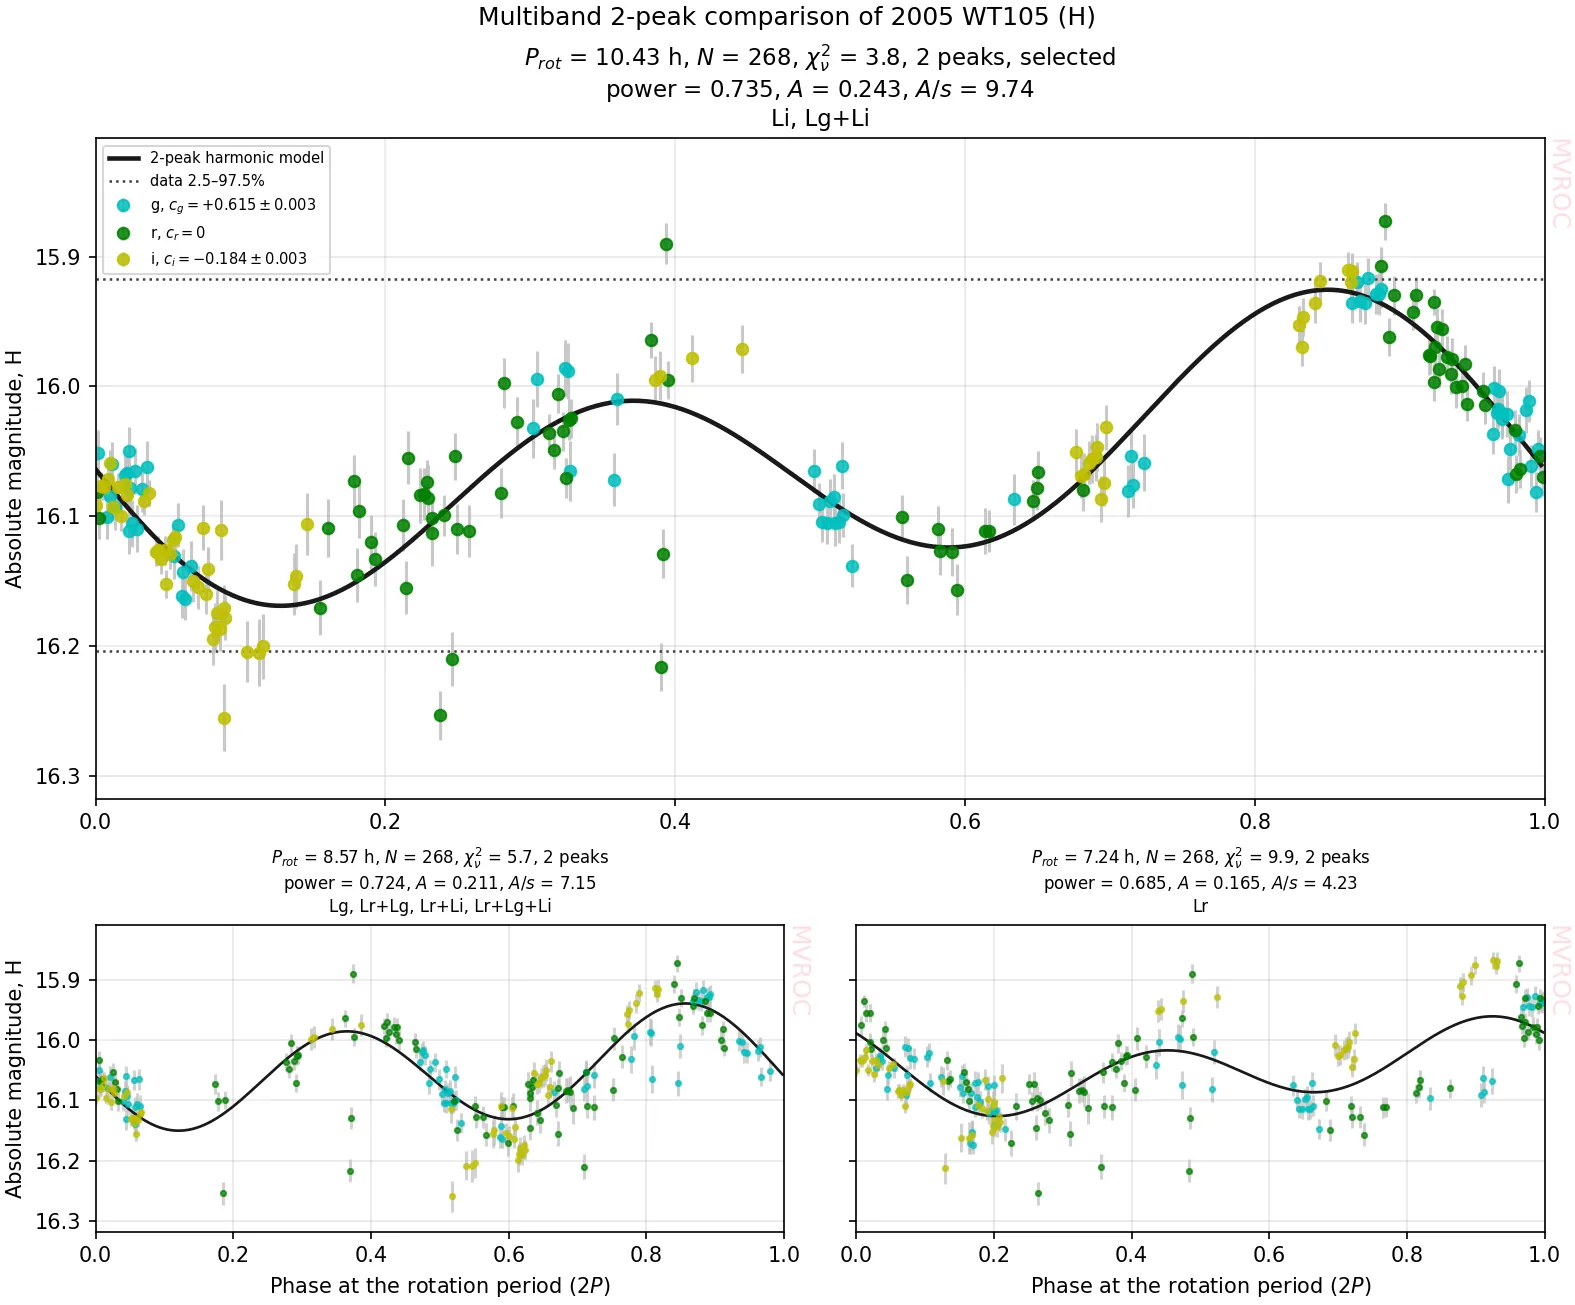 Multiband 2-peak comparison of 2005 WT105 (H)
P_rot = 10.43 h, N = 268, χ²_ν = 3.8, 2 peaks, selected
power = 0.735, A = 0.243, A/s = 9.74
Li, Lg+Li
2-peak harmonic model
data 2.5–97.5%
g, c_g = +0.615 ± 0.003
r, c_r = 0
i, c_i = −0.184 ± 0.003
MVROC
Absolute magnitude, H
15.9
16.0
16.1
16.2
16.3
0.0 0.2 0.4 0.6 0.8 1.0
P_rot = 8.57 h, N = 268, χ²_ν = 5.7, 2 peaks
power = 0.724, A = 0.211, A/s = 7.15
Lg, Lr+Lg, Lr+Li, Lr+Lg+Li
MVROC
Absolute magnitude, H
15.9
16.0
16.1
16.2
16.3
0.0 0.2 0.4 0.6 0.8 1.0
Phase at the rotation period (2P)
P_rot = 7.24 h, N = 268, χ²_ν = 9.9, 2 peaks
power = 0.685, A = 0.165, A/s = 4.23
Lr
MVROC
0.0 0.2 0.4 0.6 0.8 1.0
Phase at the rotation period (2P)